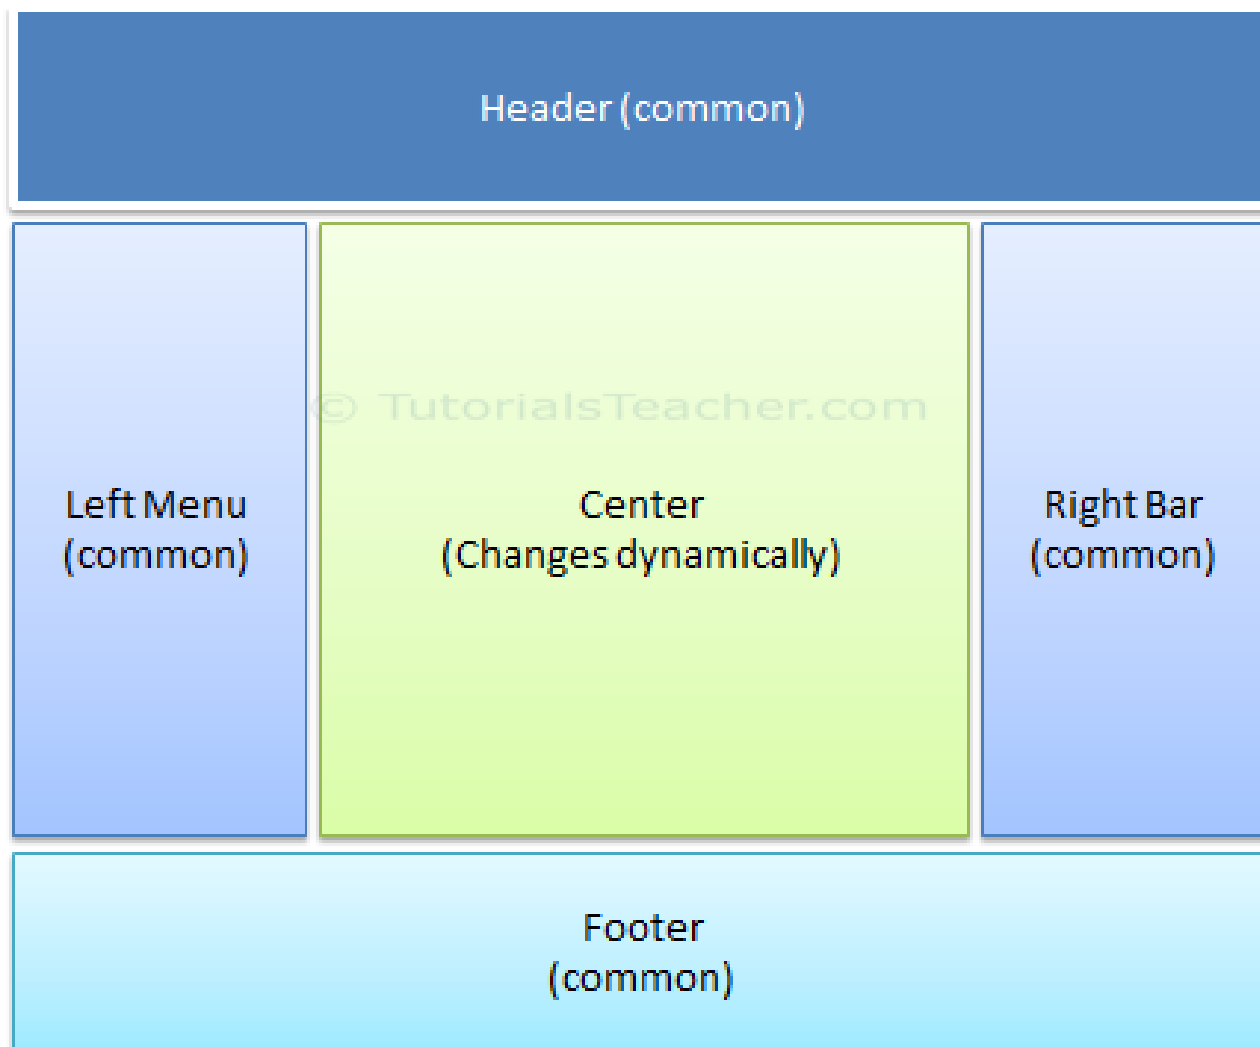 Header (common)
© TutorialsTeacher.com
Left Menu
(common)
Center
(Changes dynamically)
Right Bar
(common)
Footer
(common)